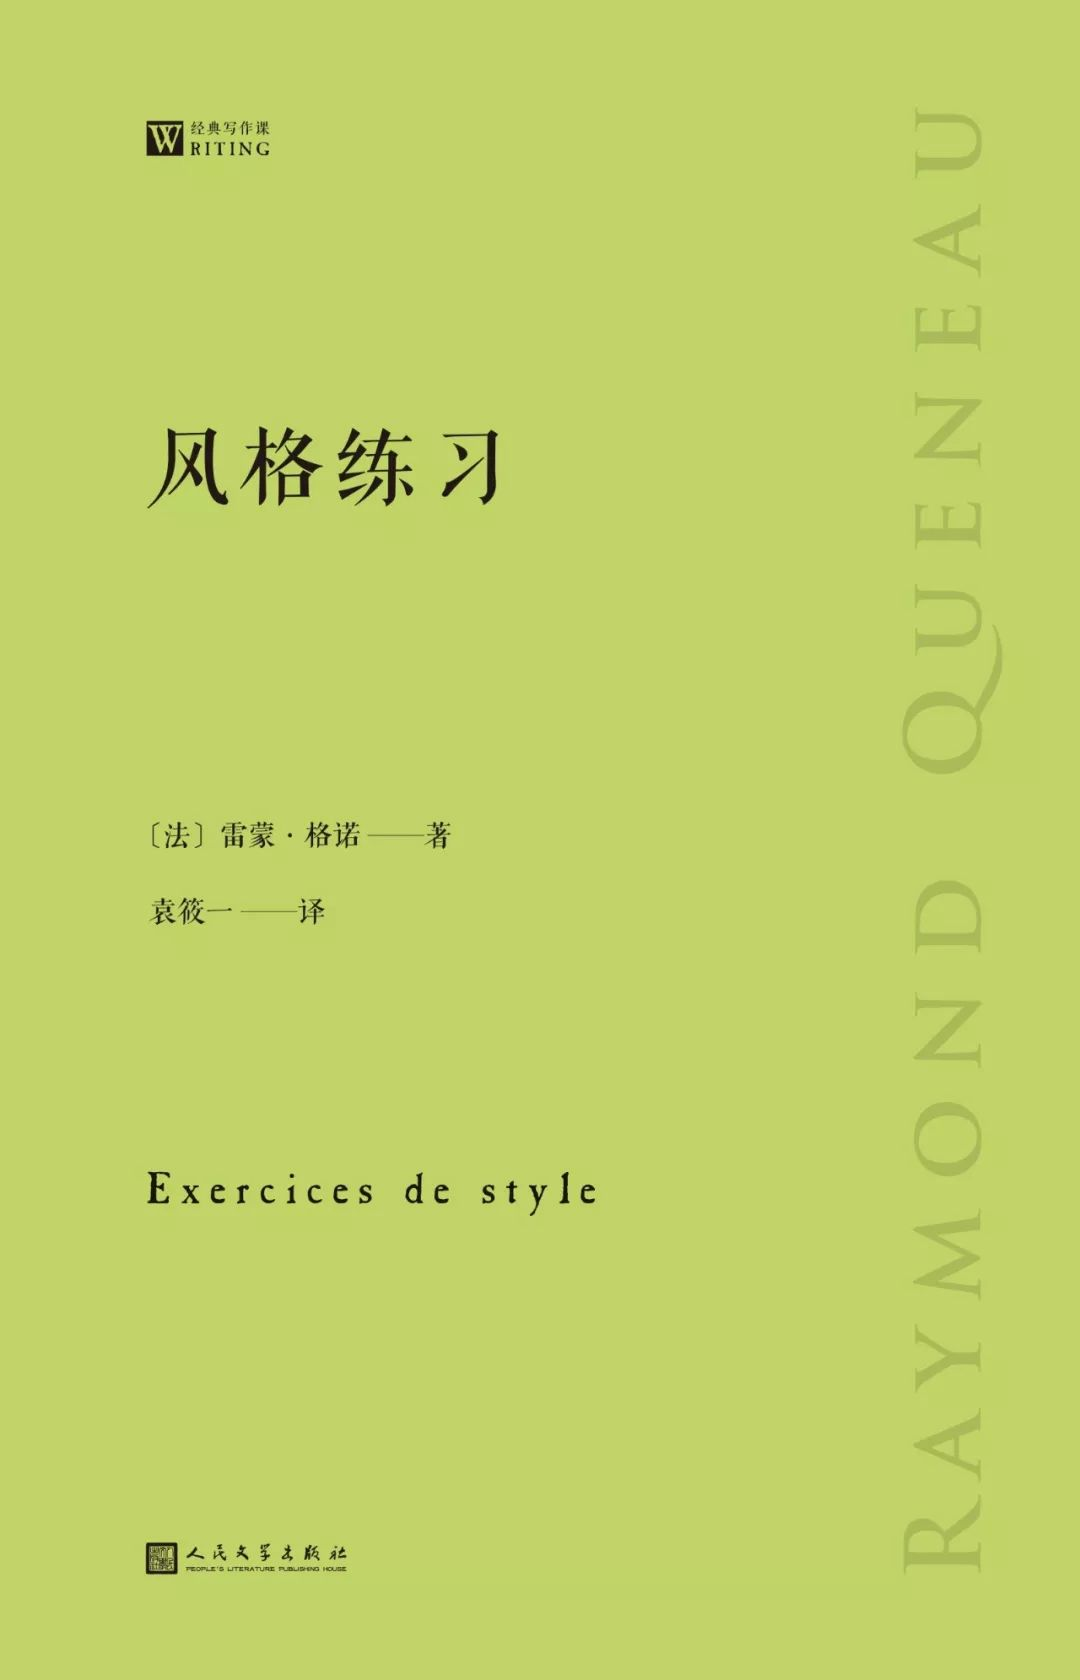 经典写作课
WRITING
风格练习
〔法〕雷蒙·格诺——著
袁筱一——译
Exercices de style
人民文学出版社
PEOPLE'S LITERATURE PUBLISHING HOUSE
RAYMOND QUENEAU